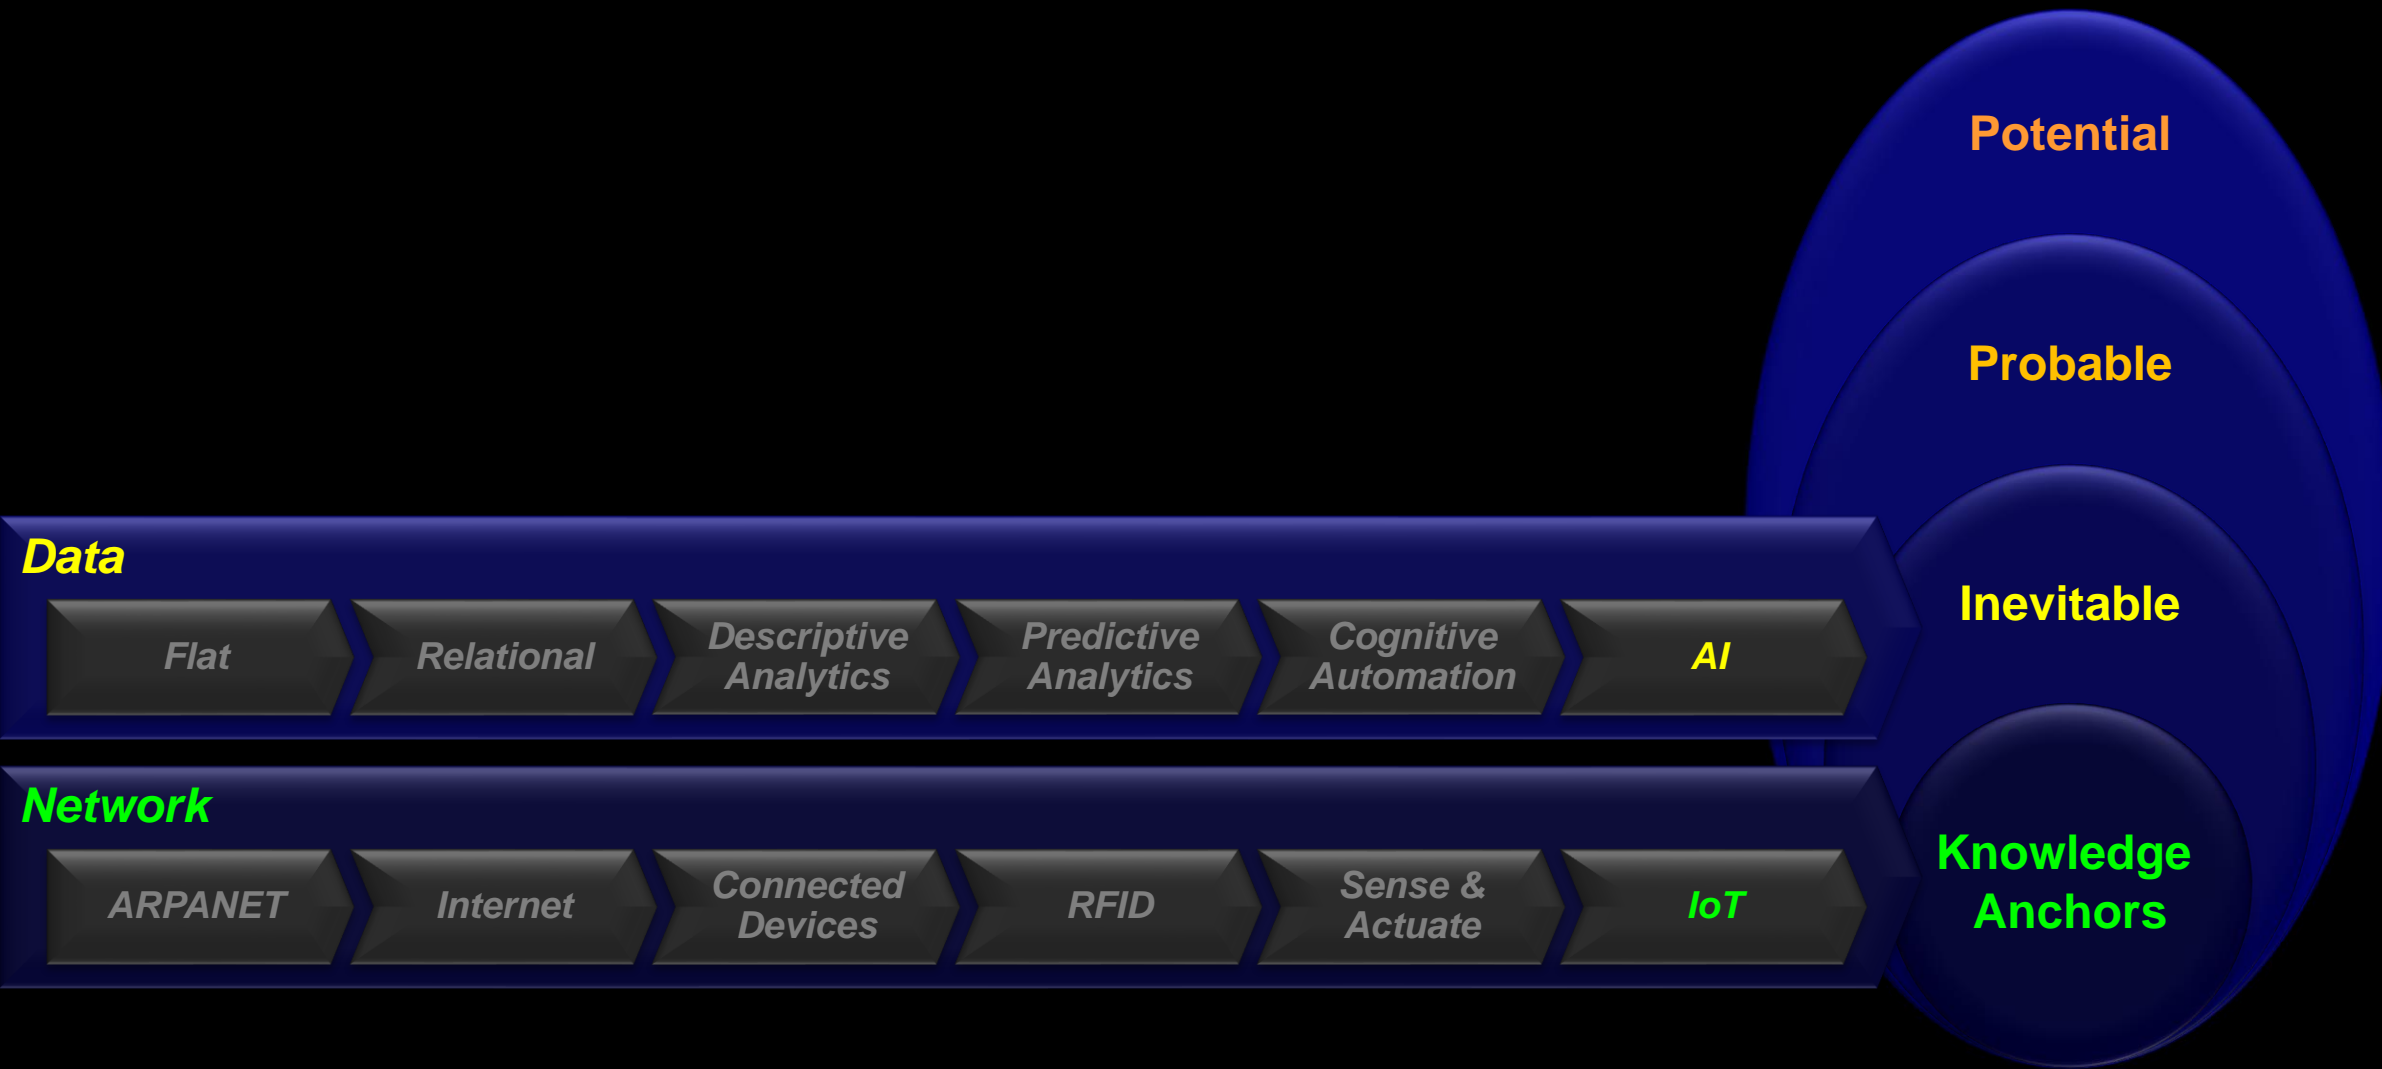 Potential
Probable
Inevitable
Knowledge
Anchors
Data
Flat
Relational
Descriptive
Analytics
Predictive
Analytics
Cognitive
Automation
AI
Network
ARPANET
Internet
Connected
Devices
RFID
Sense &
Actuate
IoT